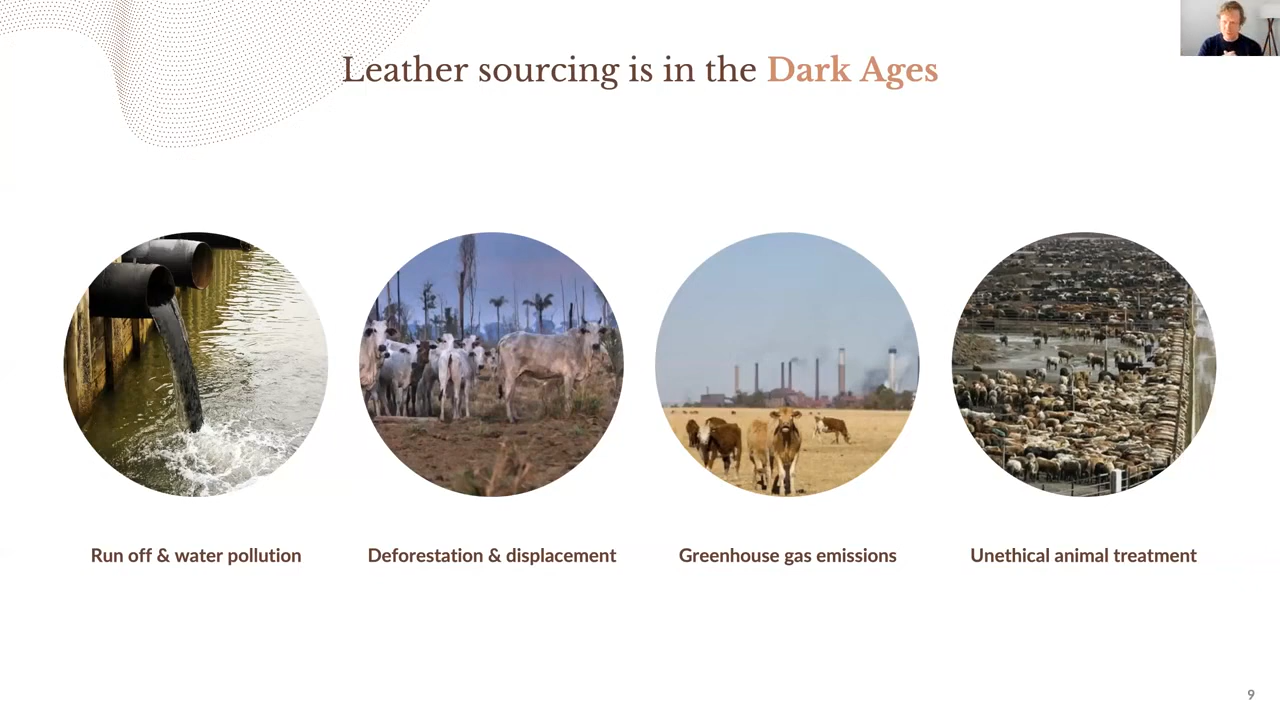 Leather sourcing is in the Dark Ages
Run off & water pollution
Deforestation & displacement
Greenhouse gas emissions
Unethical animal treatment
9